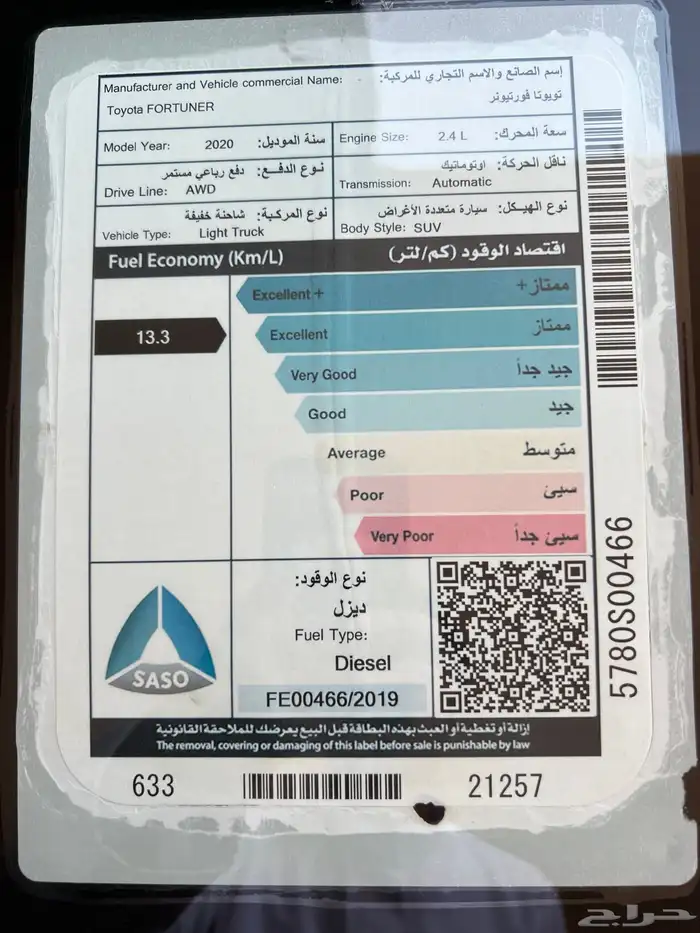 Manufacturer and Vehicle commercial Name: إسم الصانع والاسم التجاري للمركبة:
Toyota FORTUNER تويوتا فورتيونر
Model Year: 2020 سنة الموديل:
Engine Size: 2.4 L سعة المحرك:
نوع الدفـع: دفع رباعي مستمر
Drive Line: AWD
ناقل الحركة: اوتوماتيك
Transmission: Automatic
نوع المركبة: شاحنة خفيفة
Vehicle Type: Light Truck
نوع الهيكل: سيارة متعددة الأغراض
Body Style: SUV
Fuel Economy (Km/L) اقتصاد الوقود (كم/لتر)
Excellent + ممتاز+
13.3
Excellent ممتاز
Very Good جيد جداً
Good جيد
Average متوسط
Poor سيئ
Very Poor سيئ جداً
SASO
نوع الوقود:
ديزل
Fuel Type:
Diesel
FE00466/2019
إزالة أو تغطية أو العبث بهذه البطاقة قبل البيع يعرضك للملاحقة القانونية
The removal, covering or damaging of this label before sale is punishable by law
633 21257
5780S00466
حراج